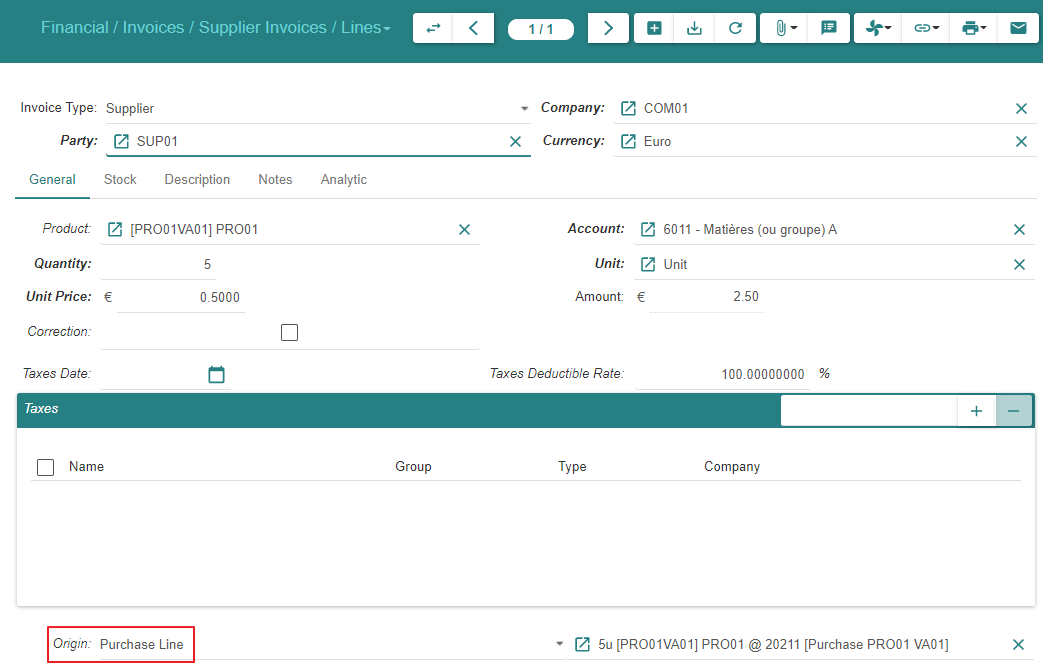 Financial / Invoices / Supplier Invoices / Lines
1 / 1
Invoice Type: Supplier Company: COM01
Party: SUP01 Currency: Euro
General Stock Description Notes Analytic
Product: [PRO01VA01] PRO01 Account: 6011 - Matières (ou groupe) A
Quantity: 5 Unit: Unit
Unit Price: € 0.5000 Amount: € 2.50
Correction:
Taxes Date: Taxes Deductible Rate: 100.00000000 %
Taxes
Name Group Type Company
Origin: Purchase Line 5u [PRO01VA01] PRO01 @ 20211 [Purchase PRO01 VA01]